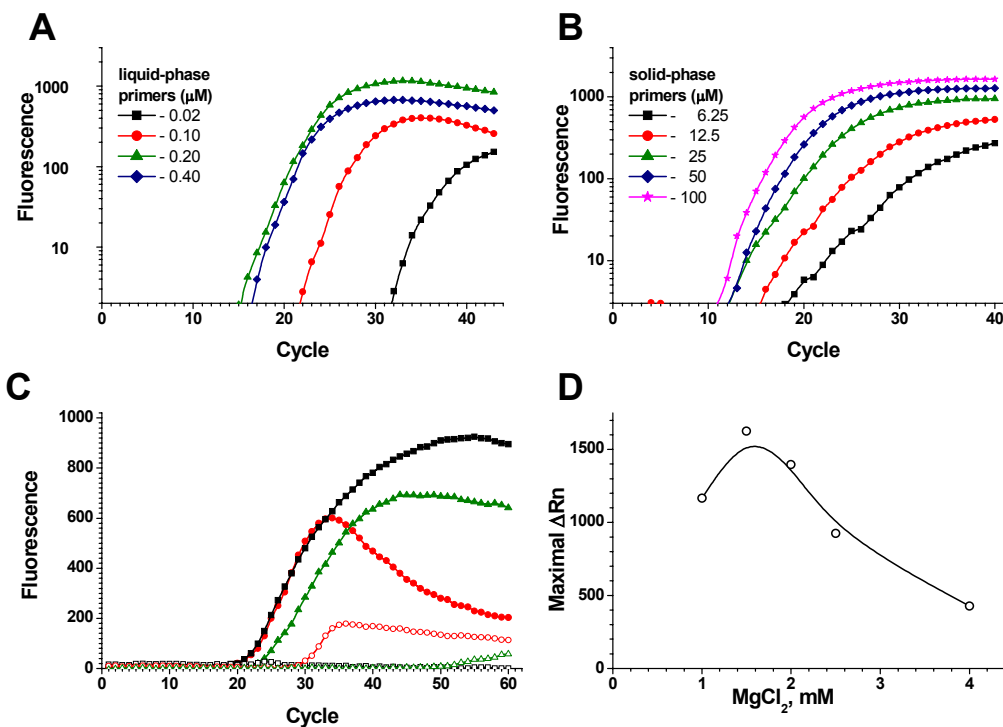 A
liquid-phase
primers (µM)
- 0.02
- 0.10
- 0.20
- 0.40
Fluorescence
1000
100
10
0 10 20 30 40
Cycle
B
solid-phase
primers (µM)
- 6.25
- 12.5
- 25
- 50
- 100
Fluorescence
1000
100
10
0 10 20 30 40
Cycle
C
Fluorescence
1000
800
600
400
200
0
0 10 20 30 40 50 60
Cycle
D
Maximal ΔRn
1500
1000
500
0
0 1 2 3 4
MgCl₂, mM